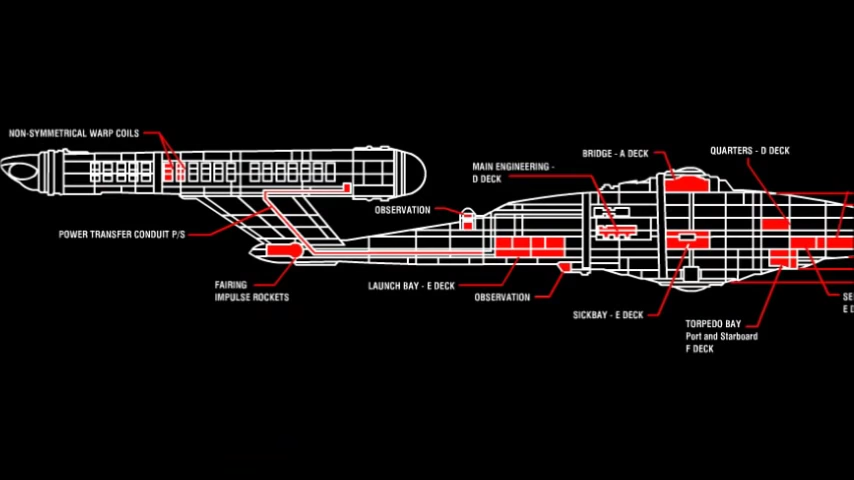 NON-SYMMETRICAL WARP COILS
BRIDGE - A DECK
QUARTERS - D DECK
MAIN ENGINEERING -
D DECK
OBSERVATION
POWER TRANSFER CONDUIT P/S
FAIRING
IMPULSE ROCKETS
LAUNCH BAY - E DECK
OBSERVATION
SICKBAY - E DECK
TORPEDO BAY
Port and Starboard
F DECK
SE
E D